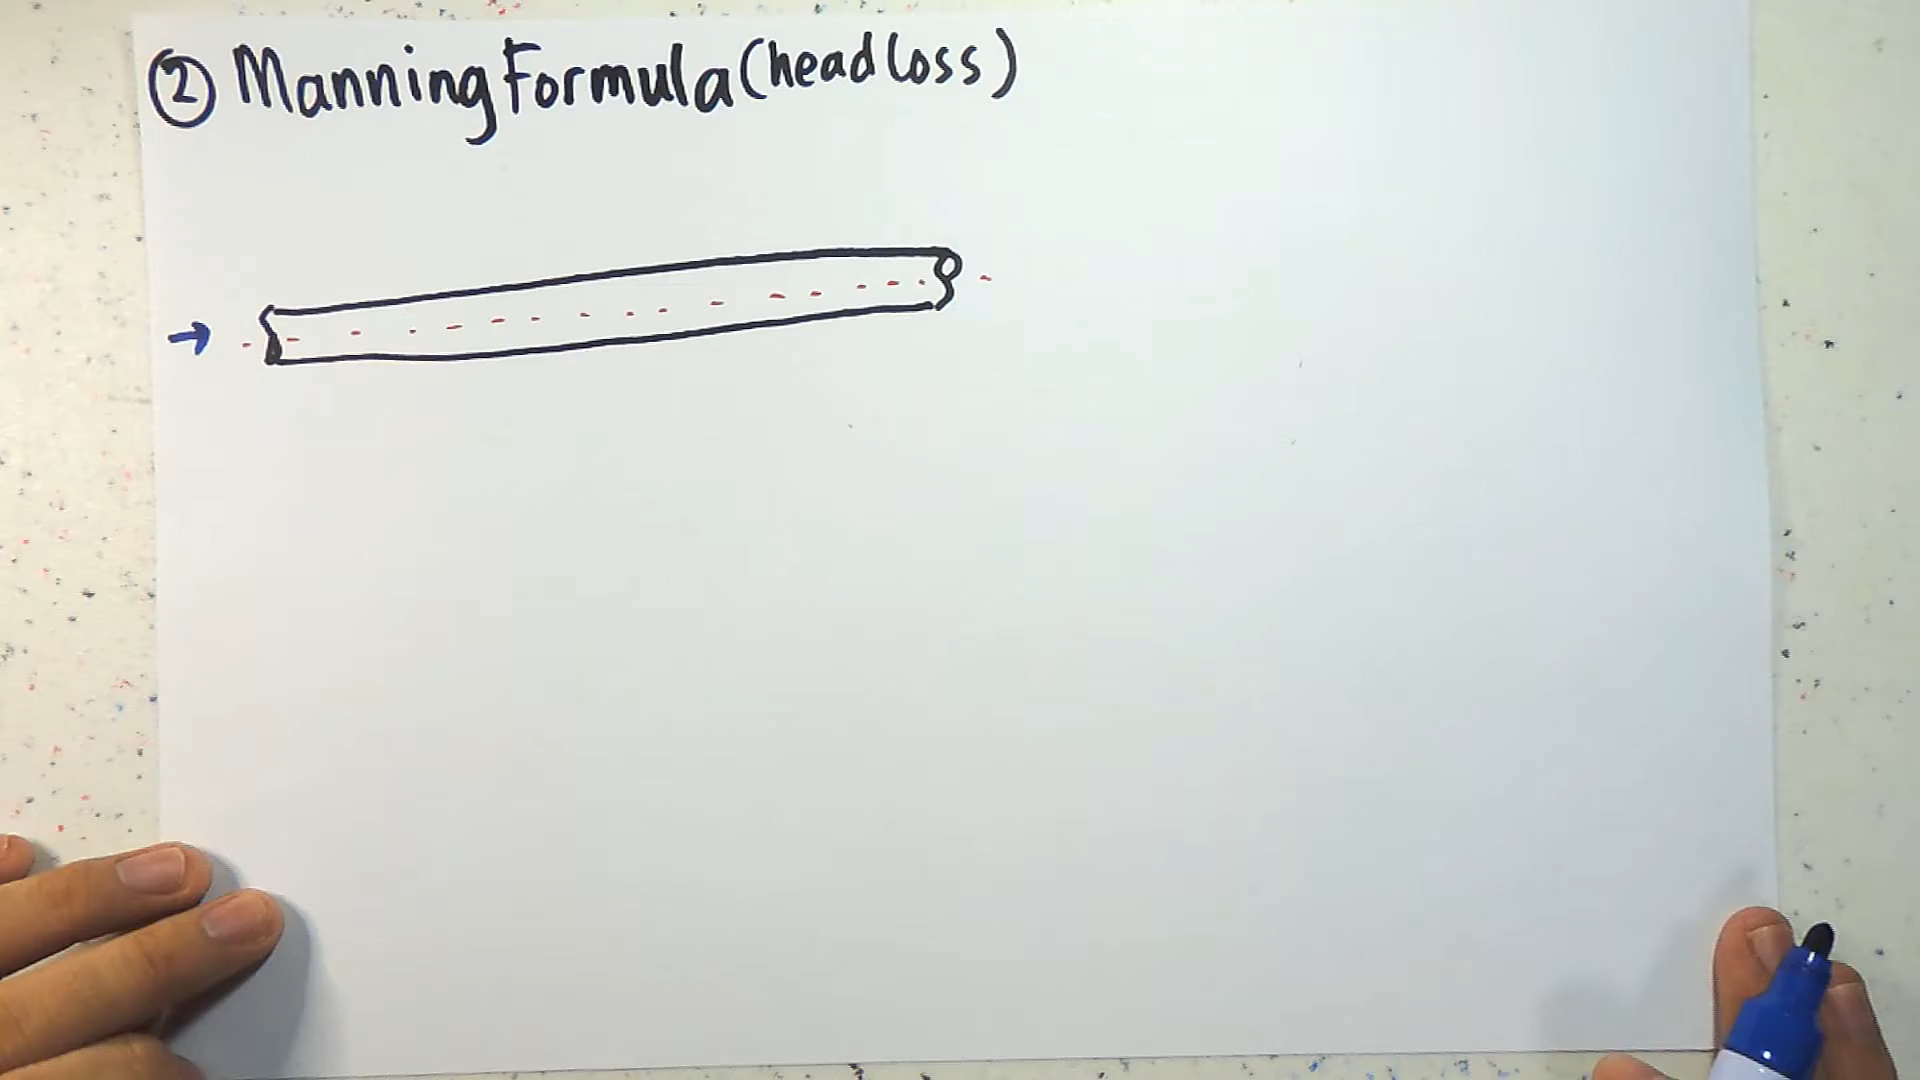 ② Manning Formula (head loss)